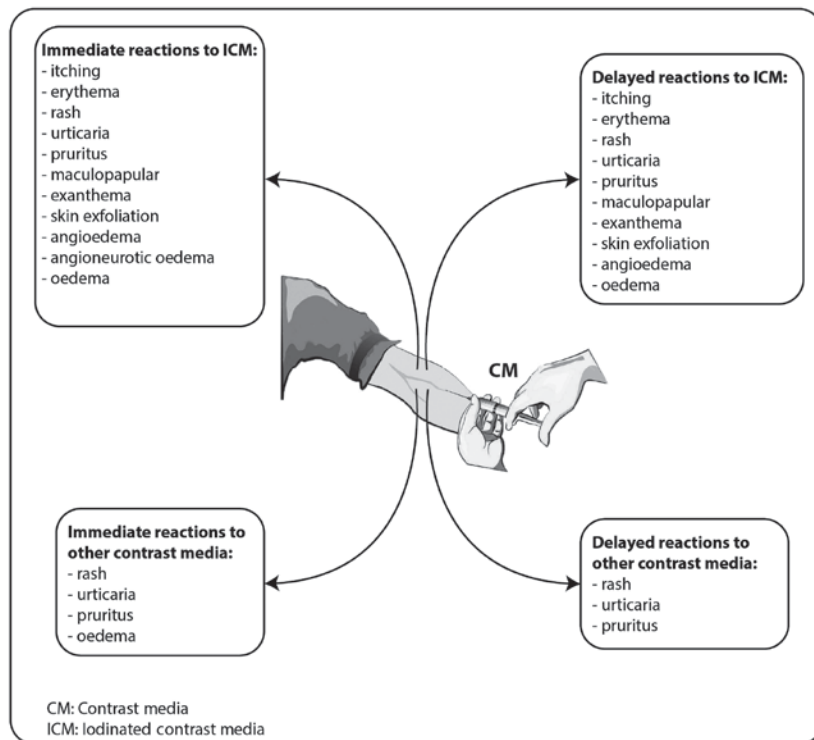 Immediate reactions to ICM:
- itching
- erythema
- rash
- urticaria
- pruritus
- maculopapular
- exanthema
- skin exfoliation
- angioedema
- angioneurotic oedema
- oedema
Delayed reactions to ICM:
- itching
- erythema
- rash
- urticaria
- pruritus
- maculopapular
- exanthema
- skin exfoliation
- angioedema
- oedema
CM
Immediate reactions to
other contrast media:
- rash
- urticaria
- pruritus
- oedema
Delayed reactions to
other contrast media:
- rash
- urticaria
- pruritus
CM: Contrast media
ICM: Iodinated contrast media